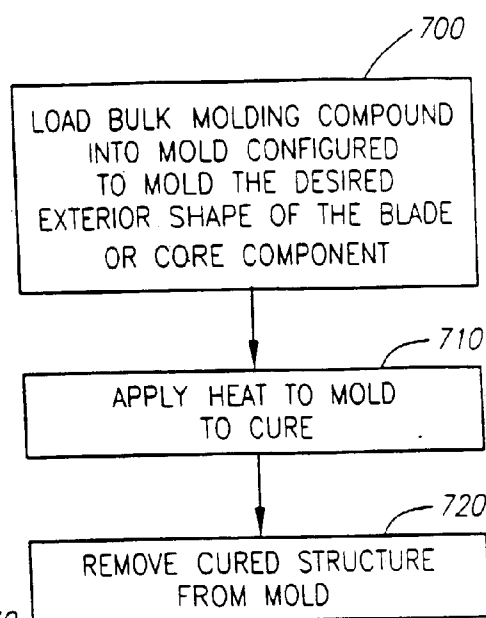 700
LOAD BULK MOLDING COMPOUND
INTO MOLD CONFIGURED
TO MOLD THE DESIRED
EXTERIOR SHAPE OF THE BLADE
OR CORE COMPONENT
710
APPLY HEAT TO MOLD
TO CURE
720
REMOVE CURED STRUCTURE
FROM MOLD